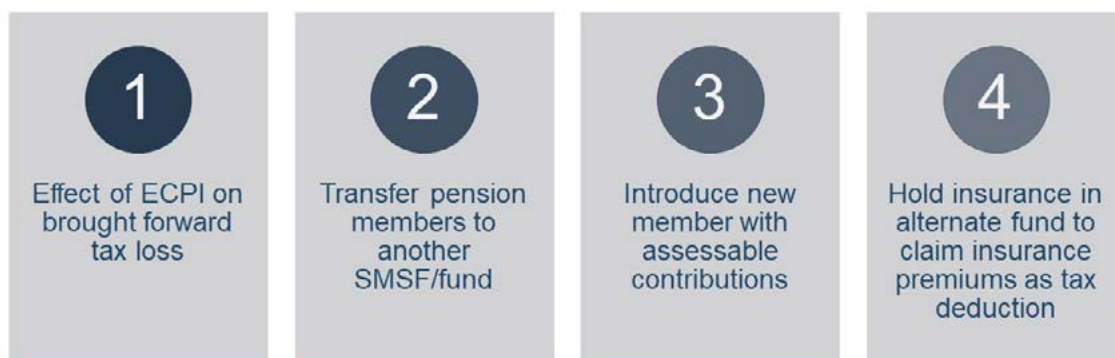 1
Effect of ECPI on
brought forward
tax loss
2
Transfer pension
members to
another
SMSF/fund
3
Introduce new
member with
assessable
contributions
4
Hold insurance in
alternate fund to
claim insurance
premiums as tax
deduction